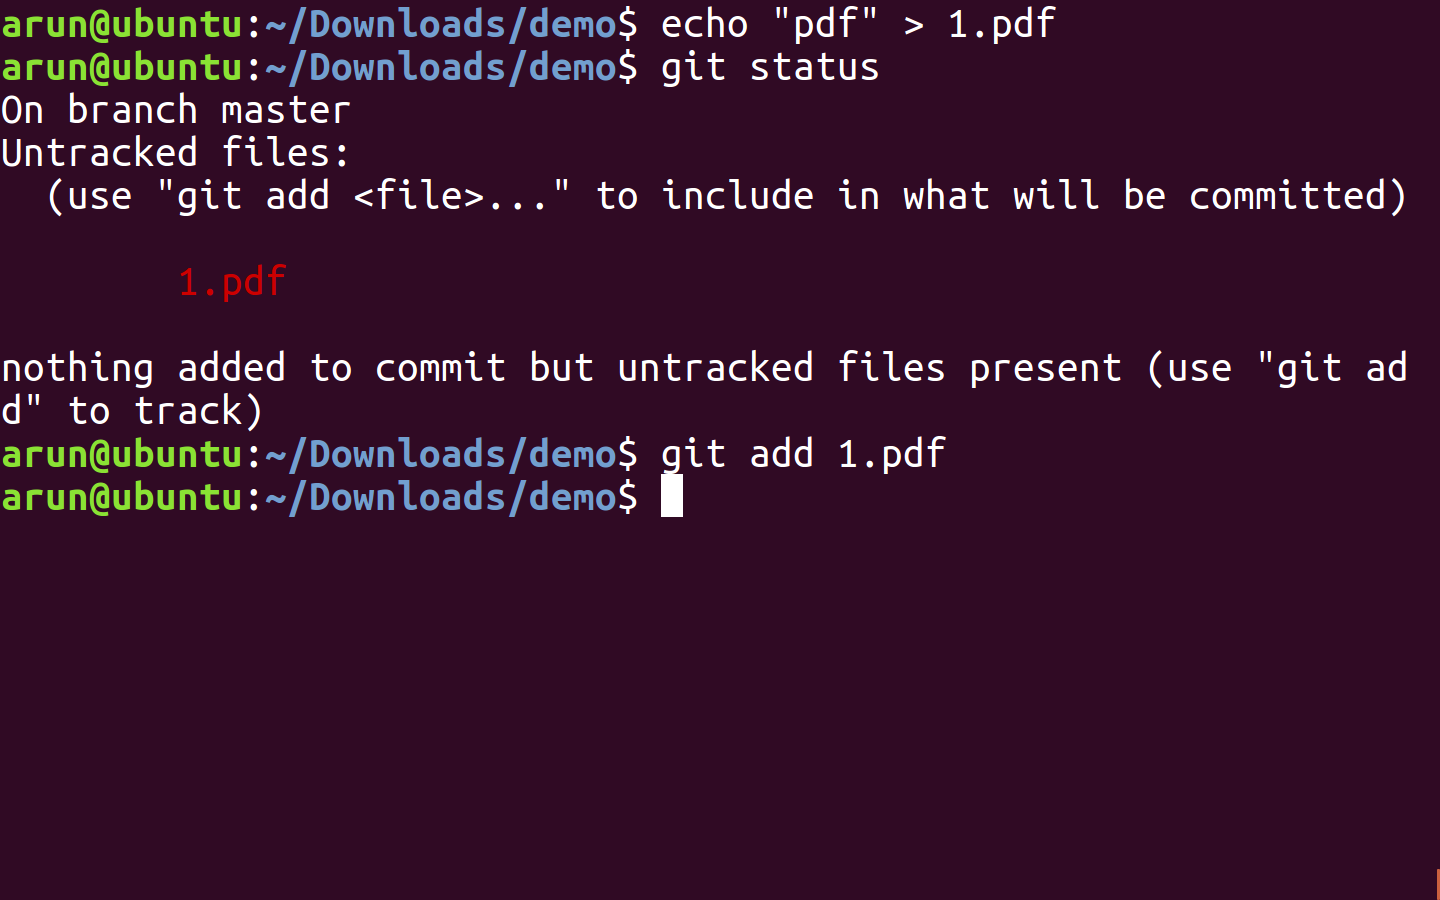 arun@ubuntu:~/Downloads/demo$ echo "pdf" > 1.pdf
arun@ubuntu:~/Downloads/demo$ git status
On branch master
Untracked files:
  (use "git add <file>..." to include in what will be committed)

        1.pdf

nothing added to commit but untracked files present (use "git ad
d" to track)
arun@ubuntu:~/Downloads/demo$ git add 1.pdf
arun@ubuntu:~/Downloads/demo$